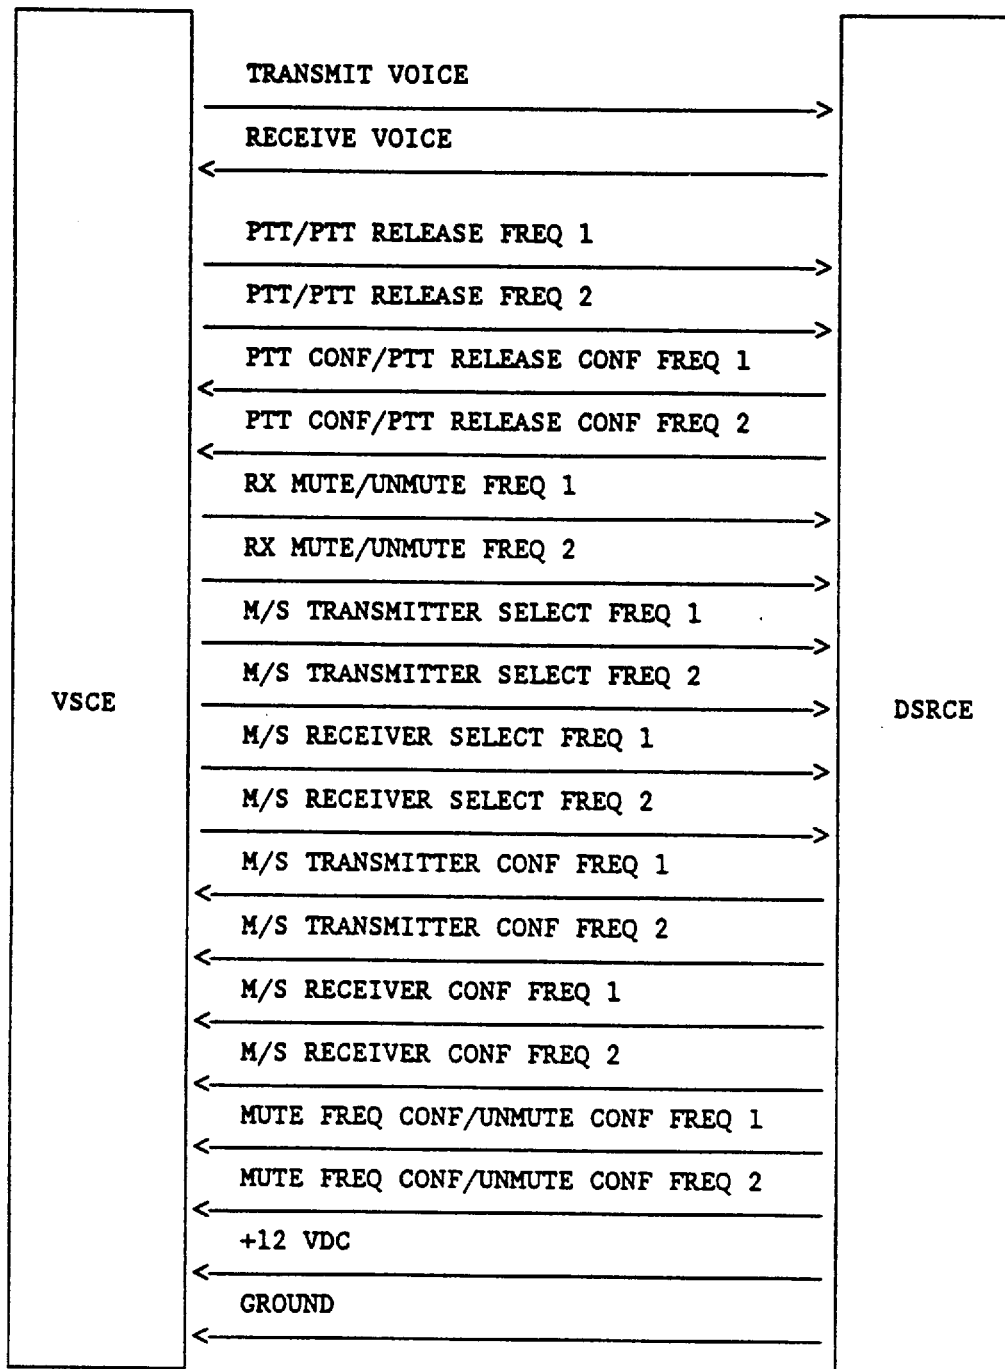 TRANSMIT VOICE
RECEIVE VOICE
PTT/PTT RELEASE FREQ 1
PTT/PTT RELEASE FREQ 2
PTT CONF/PTT RELEASE CONF FREQ 1
PTT CONF/PTT RELEASE CONF FREQ 2
RX MUTE/UNMUTE FREQ 1
RX MUTE/UNMUTE FREQ 2
M/S TRANSMITTER SELECT FREQ 1
M/S TRANSMITTER SELECT FREQ 2
VSCE
DSRCE
M/S RECEIVER SELECT FREQ 1
M/S RECEIVER SELECT FREQ 2
M/S TRANSMITTER CONF FREQ 1
M/S TRANSMITTER CONF FREQ 2
M/S RECEIVER CONF FREQ 1
M/S RECEIVER CONF FREQ 2
MUTE FREQ CONF/UNMUTE CONF FREQ 1
MUTE FREQ CONF/UNMUTE CONF FREQ 2
+12 VDC
GROUND